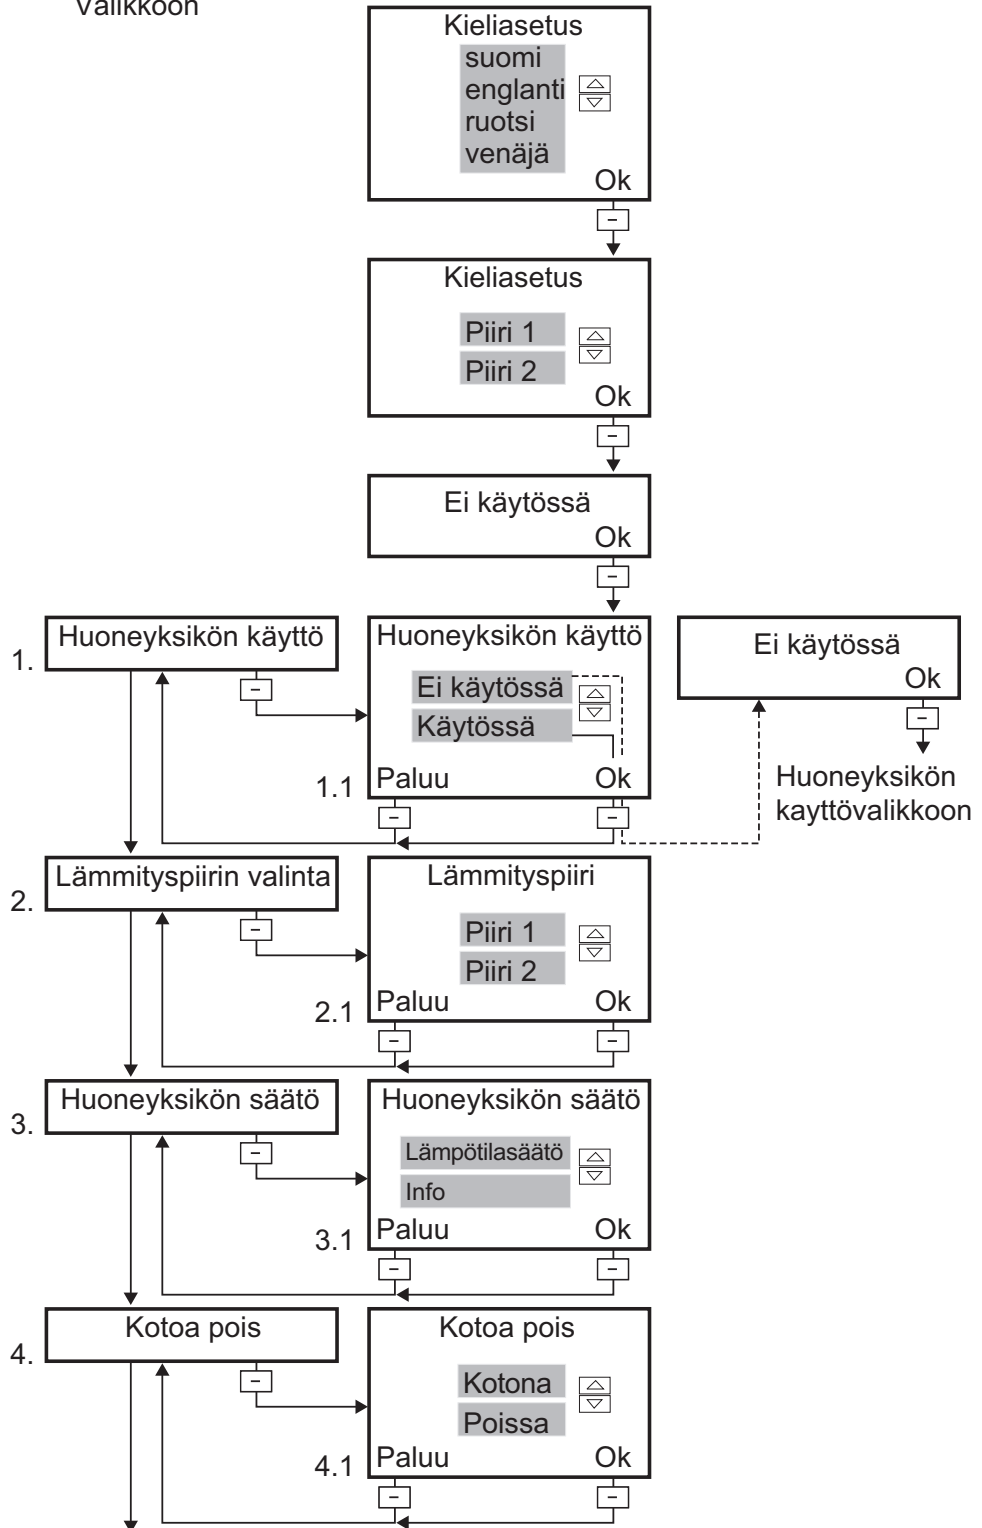 Valikkoon
Kieliasetus
suomi
englanti
ruotsi
venäjä
Ok
Kieliasetus
Piiri 1
Piiri 2
Ok
Ei käytössä
Ok
1.
Huoneyksikön käyttö
Huoneyksikön käyttö
Ei käytössä
Käytössä
1.1
Paluu
Ok
Ei käytössä
Ok
Huoneyksikön
kayttövalikkoon
2.
Lämmityspiirin valinta
Lämmityspiiri
Piiri 1
Piiri 2
2.1
Paluu
Ok
3.
Huoneyksikön säätö
Huoneyksikön säätö
Lämpötilasäätö
Info
3.1
Paluu
Ok
4.
Kotoa pois
Kotoa pois
Kotona
Poissa
4.1
Paluu
Ok